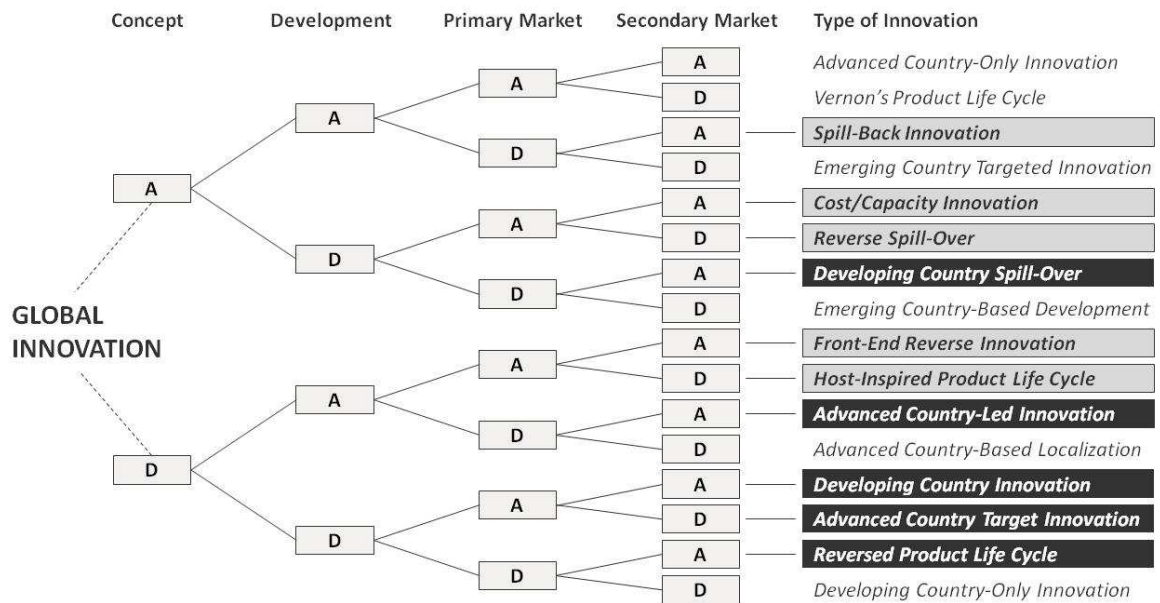 Concept Development Primary Market Secondary Market Type of Innovation
A Advanced Country-Only Innovation
A
D Vernon's Product Life Cycle
A
A Spill-Back Innovation
D
D Emerging Country Targeted Innovation
A
A Cost/Capacity Innovation
A
D Reverse Spill-Over
D
A Developing Country Spill-Over
D
D Emerging Country-Based Development
GLOBAL
INNOVATION
A Front-End Reverse Innovation
A
D Host-Inspired Product Life Cycle
A
A Advanced Country-Led Innovation
D
D Advanced Country-Based Localization
D
A Developing Country Innovation
A
D Advanced Country Target Innovation
D
A Reversed Product Life Cycle
D
D Developing Country-Only Innovation